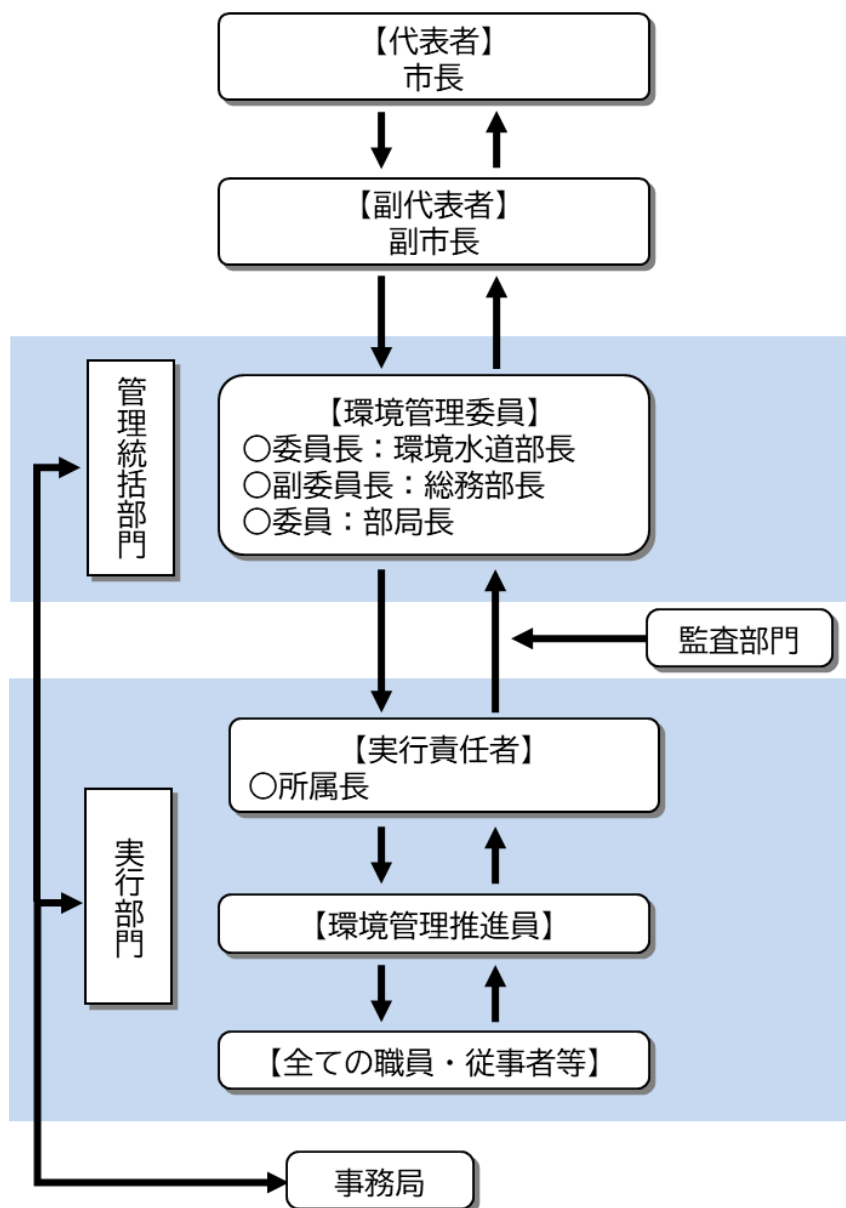 【代表者】
市長
【副代表者】
副市長
管理統括部門
【環境管理委員】
○委員長：環境水道部長
○副委員長：総務部長
○委員：部局長
監査部門
【実行責任者】
○所属長
実行部門
【環境管理推進員】
【全ての職員・従事者等】
事務局